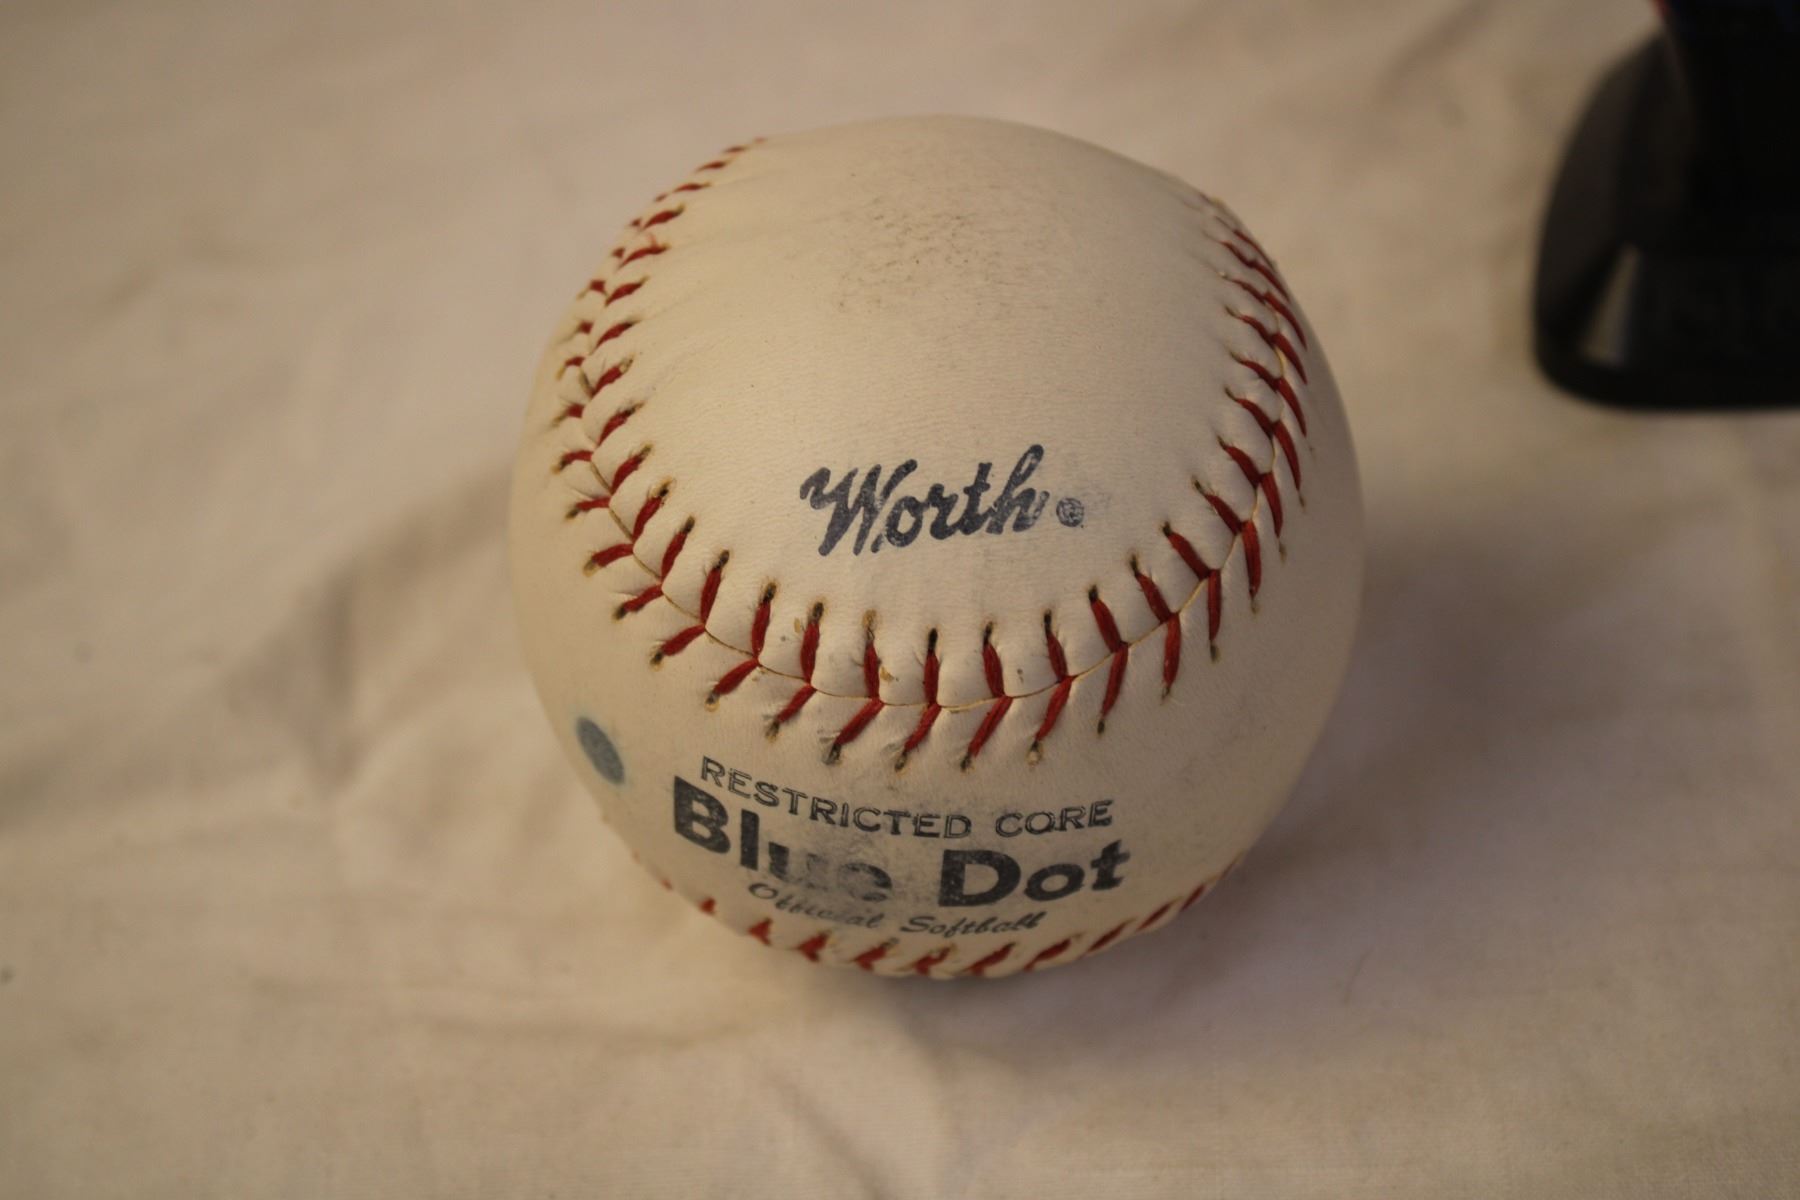 Worth®
RESTRICTED CORE
Blue Dot
Official Softball